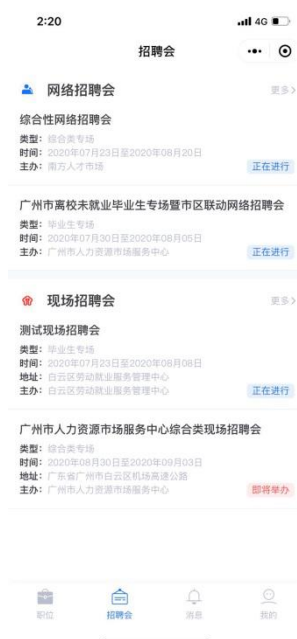 2:20
4G
招聘会
网络招聘会
更多>
综合性网络招聘会
类型：综合类专场
时间：2020年07月23日至2020年08月20日
主办：南方人才市场
正在进行
广州市离校未就业毕业生专场暨市区联动网络招聘会
类型：毕业生专场
时间：2020年07月30日至2020年08月05日
主办：广州市人力资源市场服务中心
正在进行
现场招聘会
更多>
测试现场招聘会
类型：毕业生专场
时间：2020年07月23日至2020年08月08日
地址：白云区劳动就业服务管理中心
主办：白云区劳动就业服务管理中心
正在进行
广州市人力资源市场服务中心综合类现场招聘会
类型：综合类专场
时间：2020年08月30日至2020年09月03日
地址：广东省广州市白云区机场高速公路
主办：广州市人力资源市场服务中心
即将举办
职位
招聘会
消息
我的